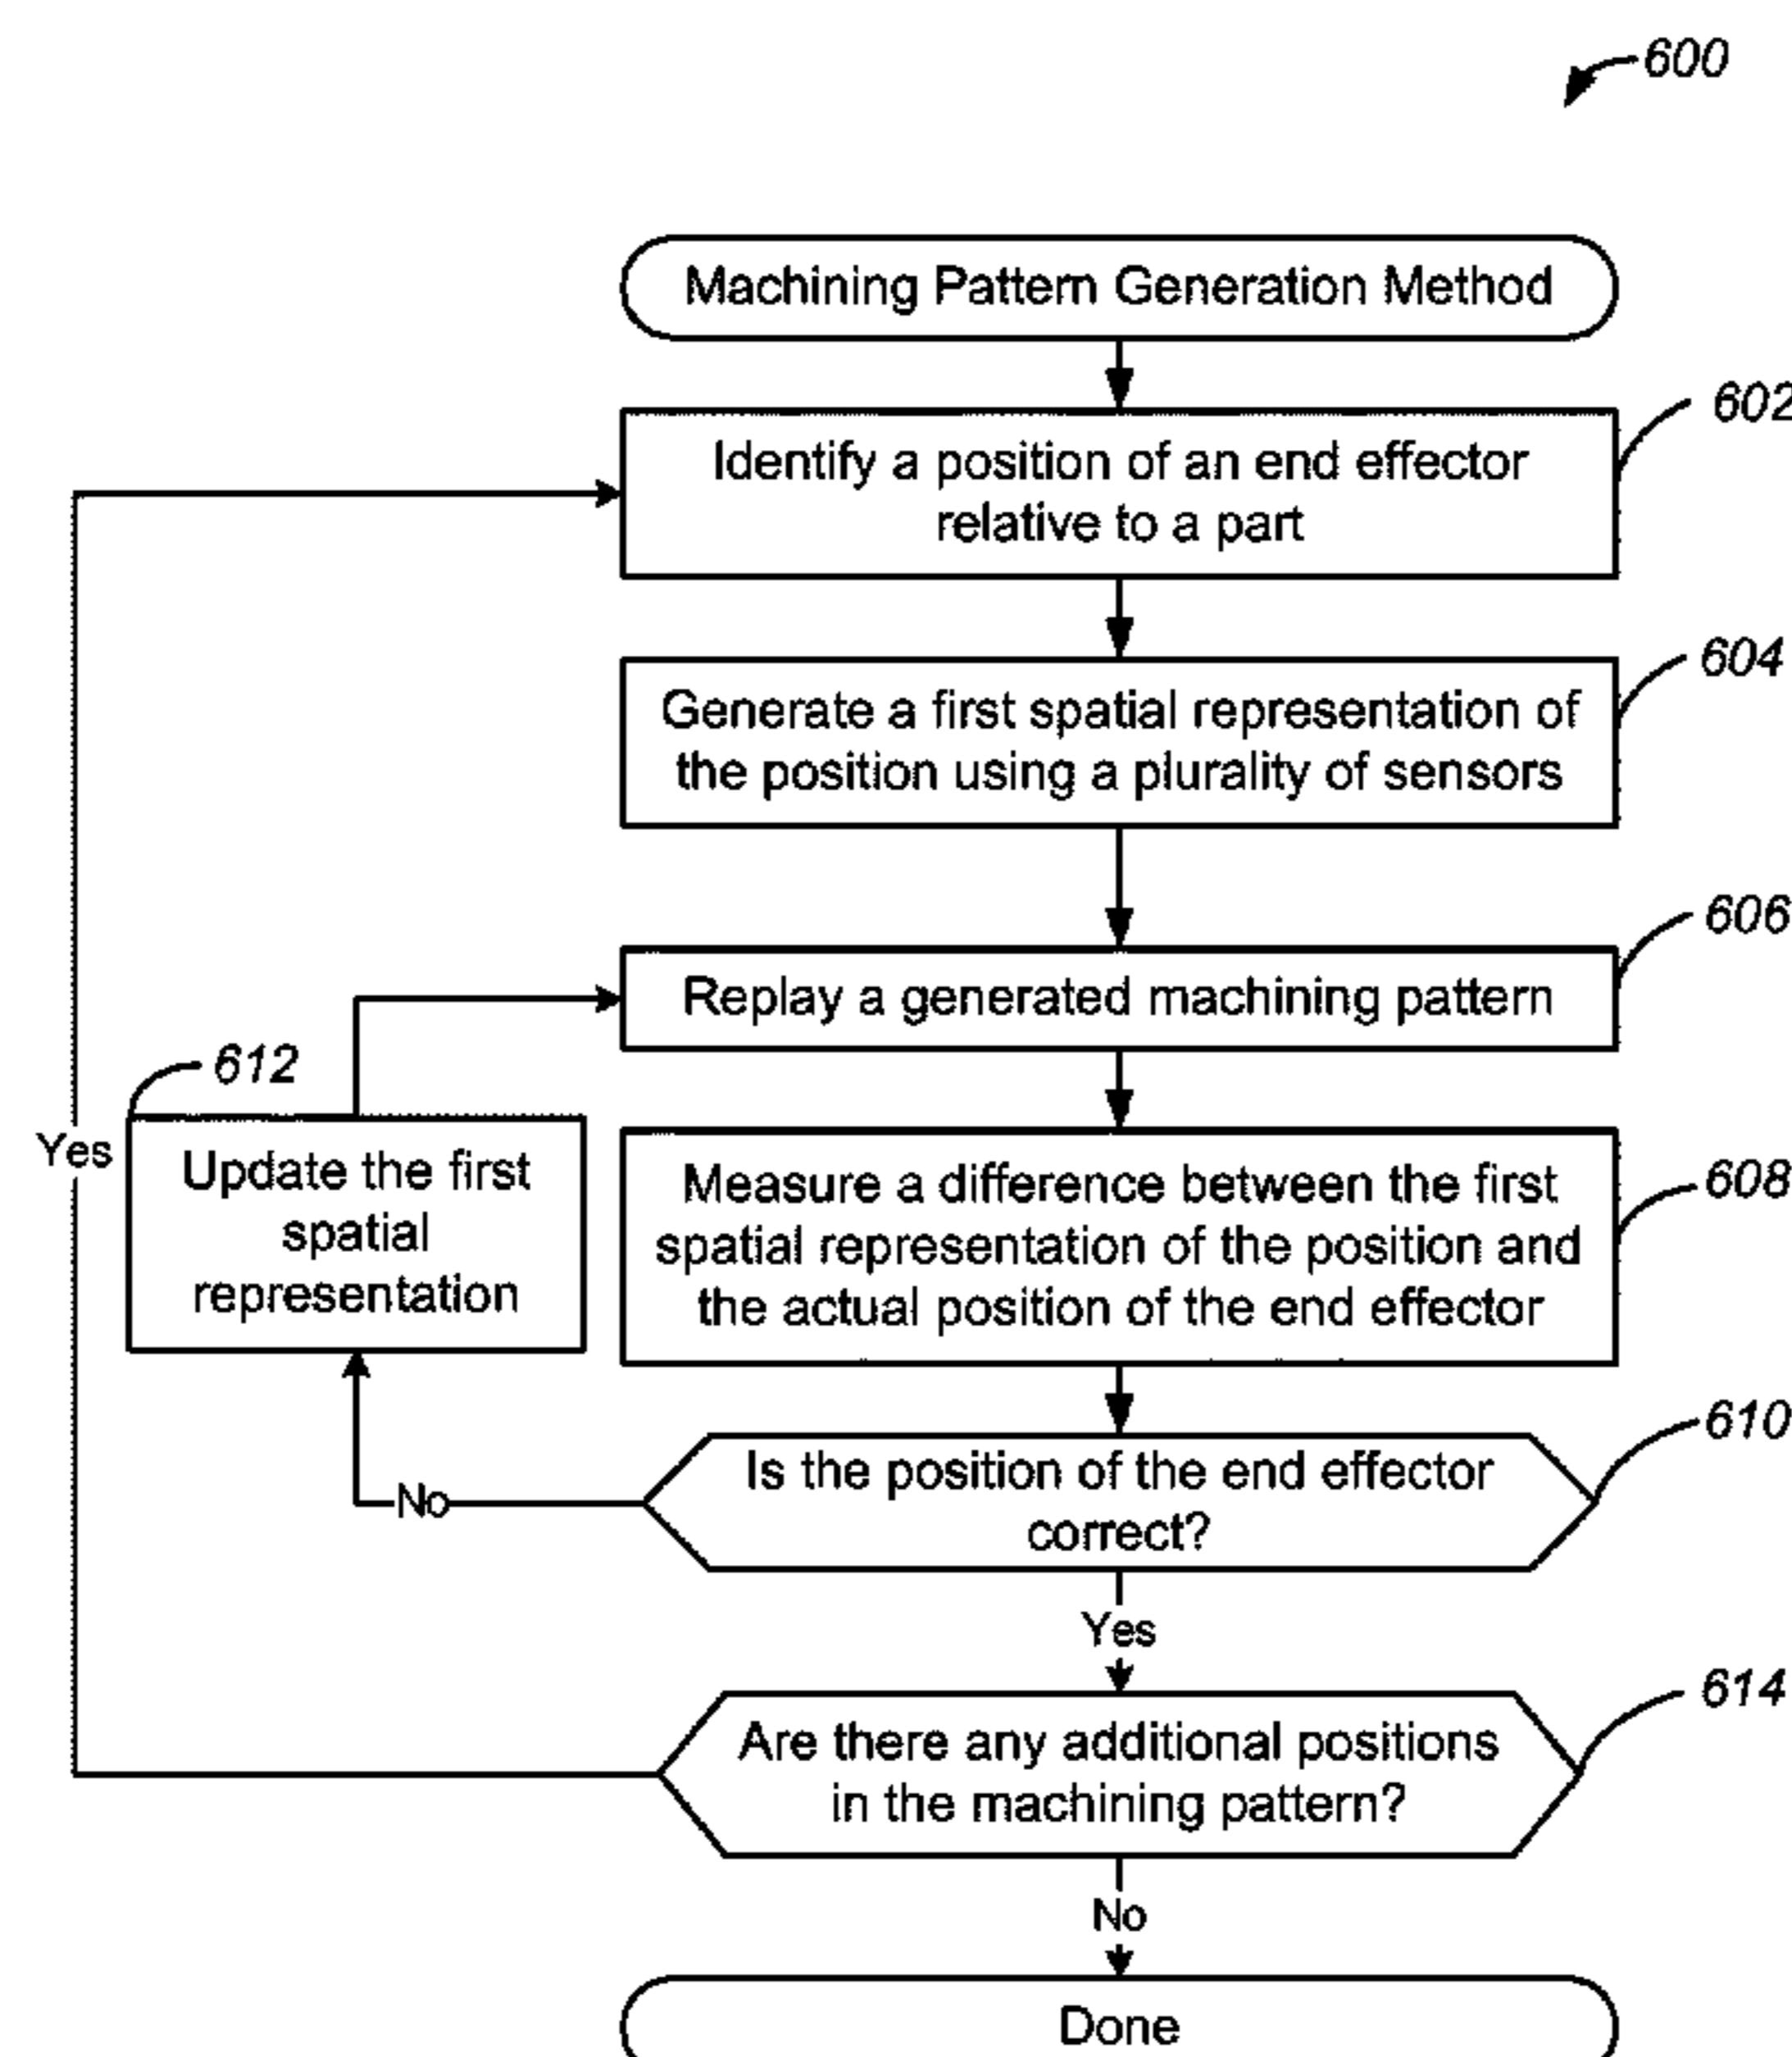 600
Machining Pattern Generation Method
602
Identify a position of an end effector
relative to a part
604
Generate a first spatial representation of
the position using a plurality of sensors
606
Replay a generated machining pattern
612
Update the first
spatial
representation
Yes
608
Measure a difference between the first
spatial representation of the position and
the actual position of the end effector
610
Is the position of the end effector
correct?
No
Yes
614
Are there any additional positions
in the machining pattern?
No
Done